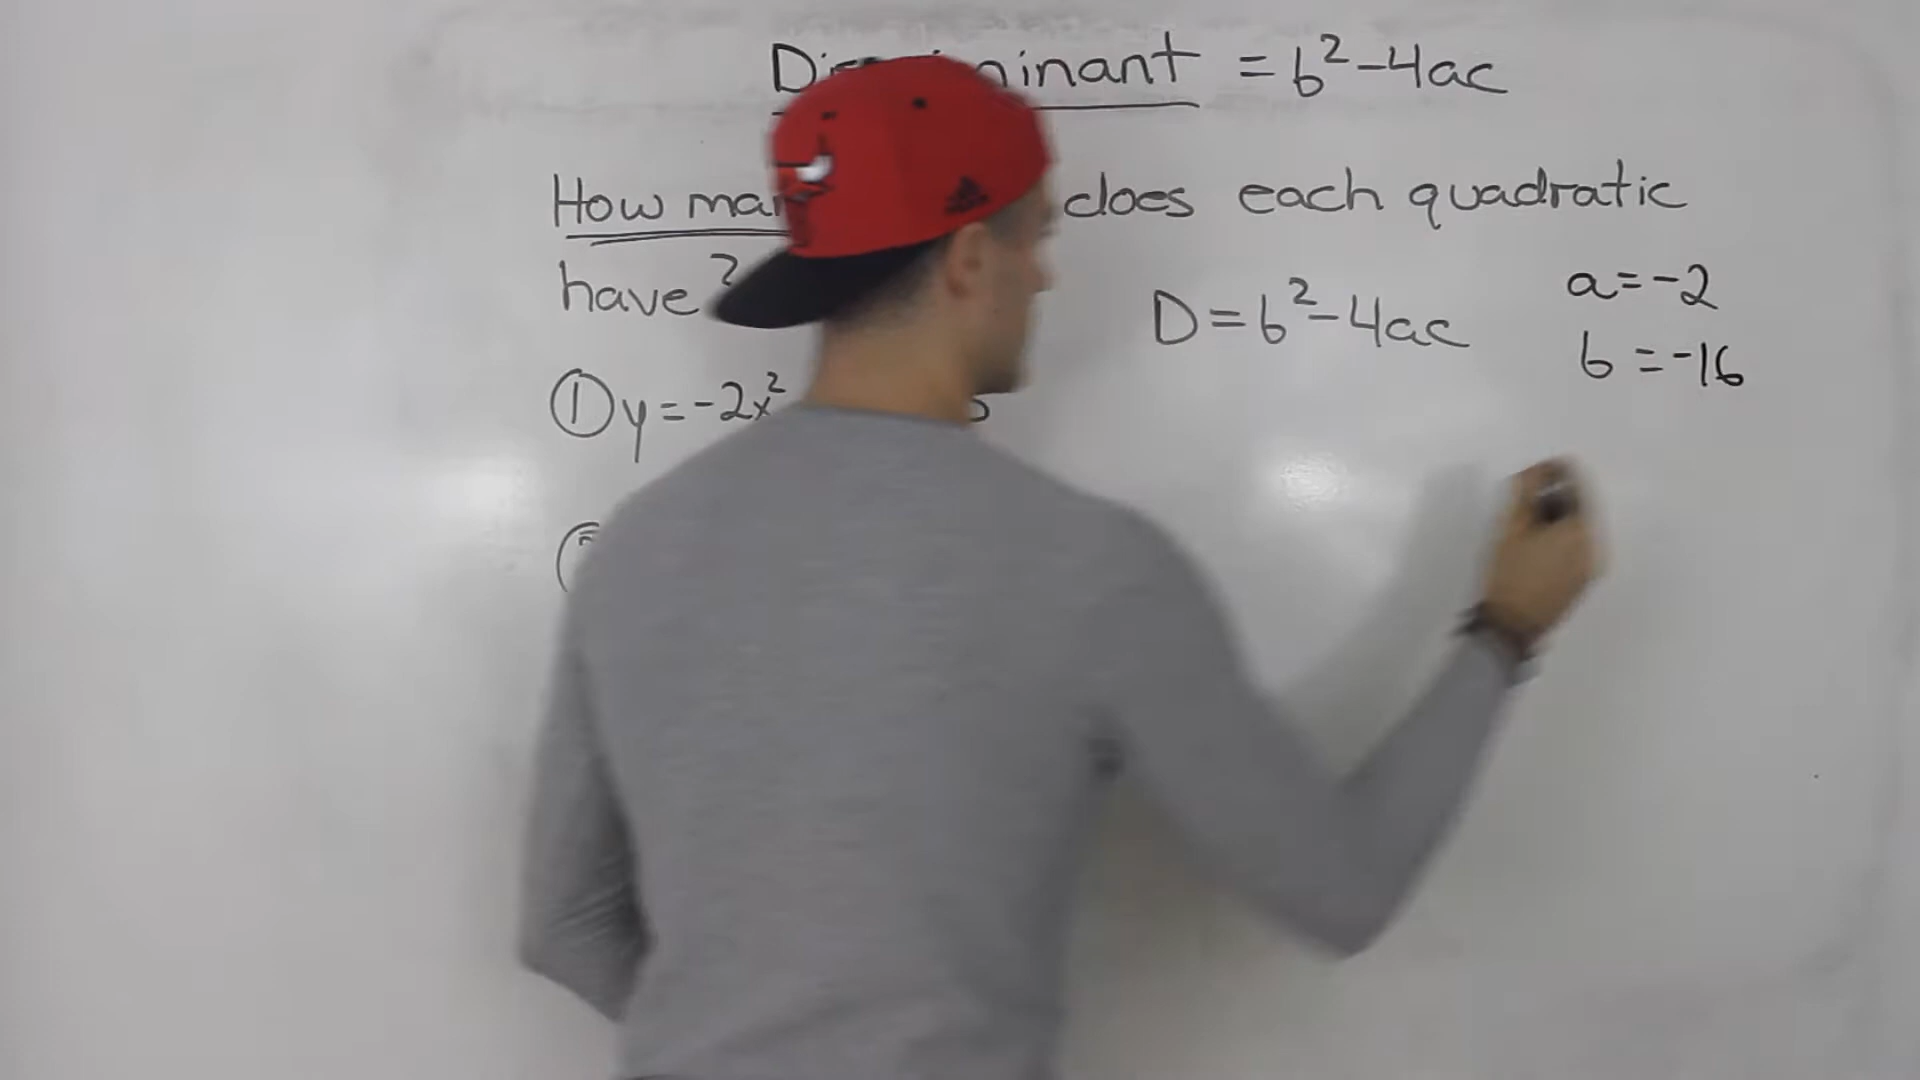 Discriminant = b²-4ac
How many does each quadratic
have?
D=b²-4ac
a=-2
b=-16
① y=-2x²